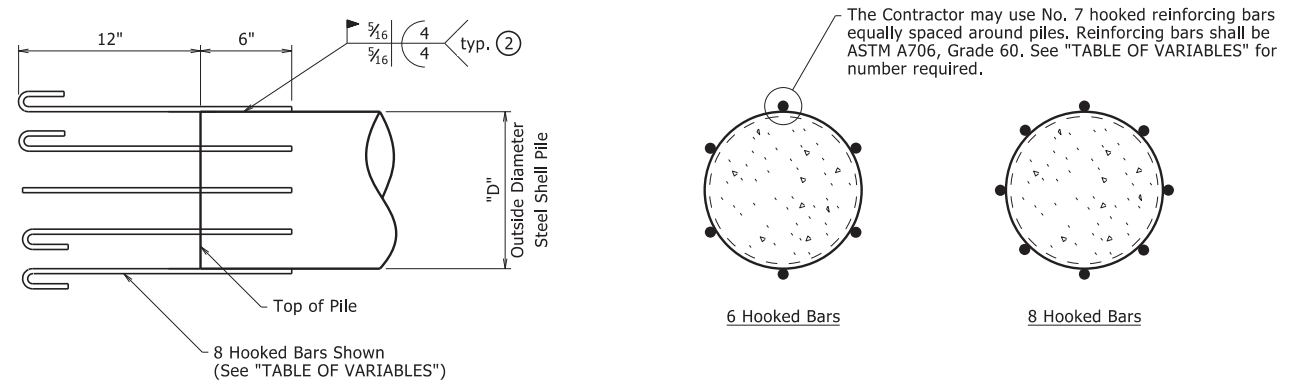 12"
6"
5/16
5/16
4
4
typ. 2
"D"
Outside Diameter
Steel Shell Pile
Top of Pile
8 Hooked Bars Shown
(See "TABLE OF VARIABLES")
The Contractor may use No. 7 hooked reinforcing bars
equally spaced around piles. Reinforcing bars shall be
ASTM A706, Grade 60. See "TABLE OF VARIABLES" for
number required.
6 Hooked Bars
8 Hooked Bars